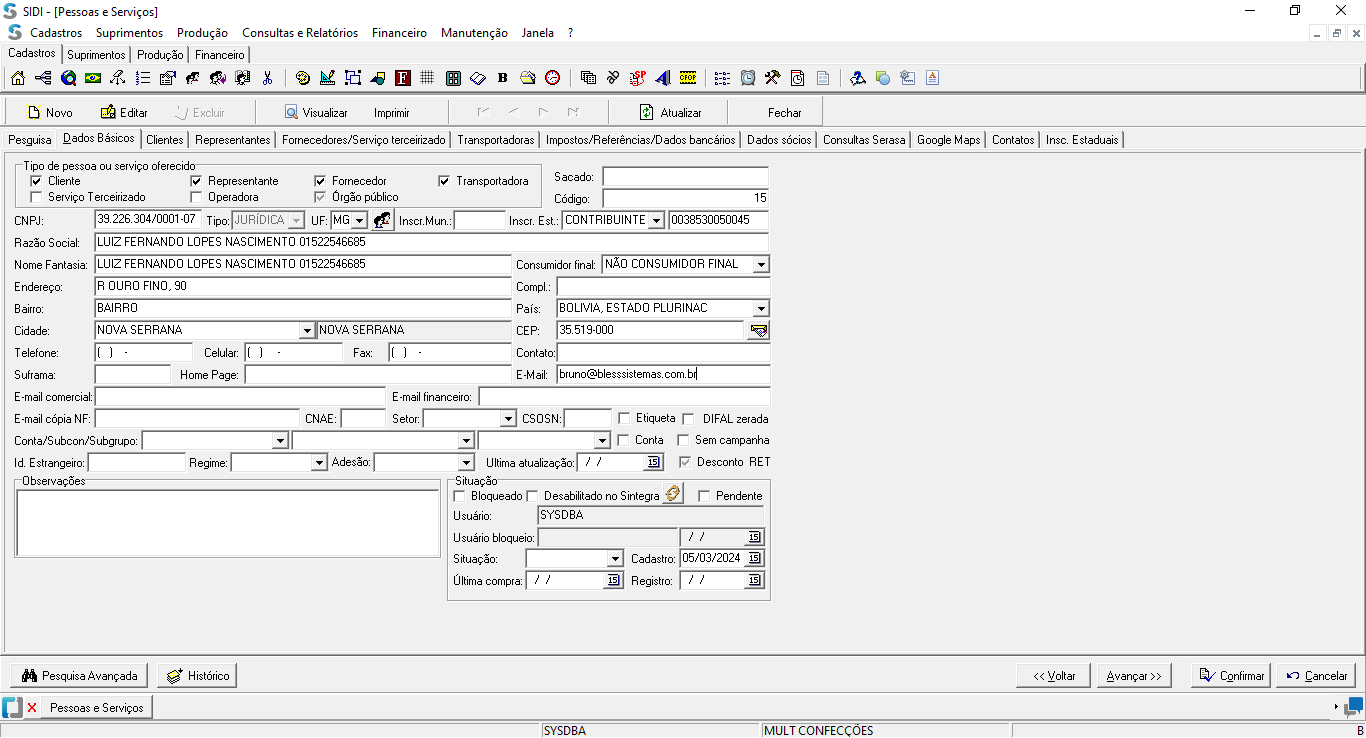 SIDI - [Pessoas e Serviços]
Cadastros Suprimentos Produção Consultas e Relatórios Financeiro Manutenção Janela ?
Cadastros Suprimentos Produção Financeiro
F B SP CFOP
Novo Editar Excluir Visualizar Imprimir Atualizar Fechar
Pesquisa Dados Básicos Clientes Representantes Fornecedores/Serviço terceirizado Transportadoras Impostos/Referências/Dados bancários Dados sócios Consultas Serasa Google Maps Contatos Insc. Estaduais
Tipo de pessoa ou serviço oferecido
Cliente Representante Fornecedor Transportadora
Serviço Terceirizado Operadora Órgão público
Sacado:
Código: 15
CNPJ: 39.226.304/0001-07 Tipo: JURÍDICA UF: MG Inscr.Mun.: Inscr. Est.: CONTRIBUINTE 0038530050045
Razão Social: LUIZ FERNANDO LOPES NASCIMENTO 01522546685
Nome Fantasia: LUIZ FERNANDO LOPES NASCIMENTO 01522546685 Consumidor final: NÃO CONSUMIDOR FINAL
Endereço: R OURO FINO, 90 Compl.:
Bairro: BAIRRO País: BOLIVIA, ESTADO PLURINAC
Cidade: NOVA SERRANA NOVA SERRANA CEP: 35.519-000
Telefone: ( ) - Celular: ( ) - Fax: ( ) - Contato:
Suframa: Home Page: E-Mail: bruno@blesssistemas.com.br
E-mail comercial: E-mail financeiro:
E-mail cópia NF: CNAE: Setor: CSOSN: Etiqueta DIFAL zerada
Conta/Subcon/Subgrupo: Conta Sem campanha
Id. Estrangeiro: Regime: Adesão: Ultima atualização: / / 15 Desconto RET
Observações
Situação
Bloqueado Desabilitado no Sintegra Pendente
Usuário: SYSDBA
Usuário bloqueio: / / 15
Situação: Cadastro: 05/03/2024 15
Última compra: / / 15 Registro: / / 15
Pesquisa Avançada Histórico << Voltar Avançar >> Confirmar Cancelar
Pessoas e Serviços
SYSDBA MULT CONFECÇÕES B